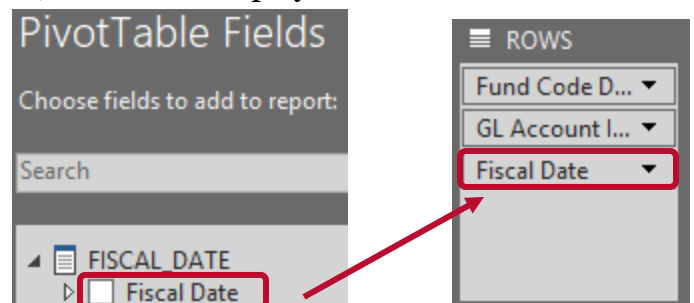 PivotTable Fields
Choose fields to add to report:
Search
FISCAL_DATE
Fiscal Date
ROWS
Fund Code D...
GL Account I...
Fiscal Date